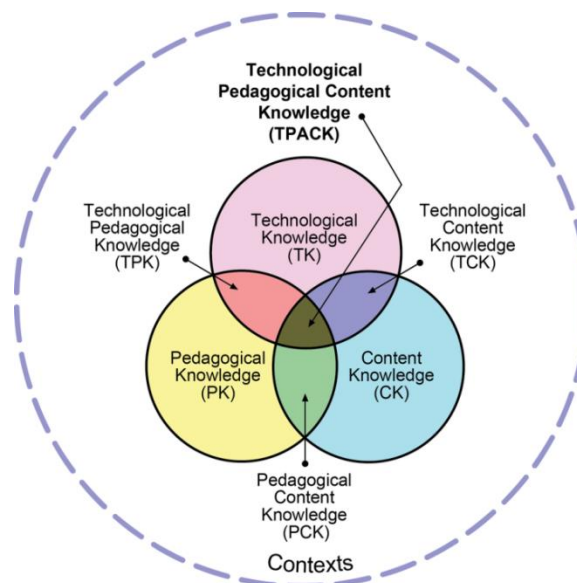 Technological
Pedagogical Content
Knowledge
(TPACK)
Technological
Pedagogical
Knowledge
(TPK)
Technological
Knowledge
(TK)
Technological
Content
Knowledge
(TCK)
Pedagogical
Knowledge
(PK)
Content
Knowledge
(CK)
Pedagogical
Content
Knowledge
(PCK)
Contexts